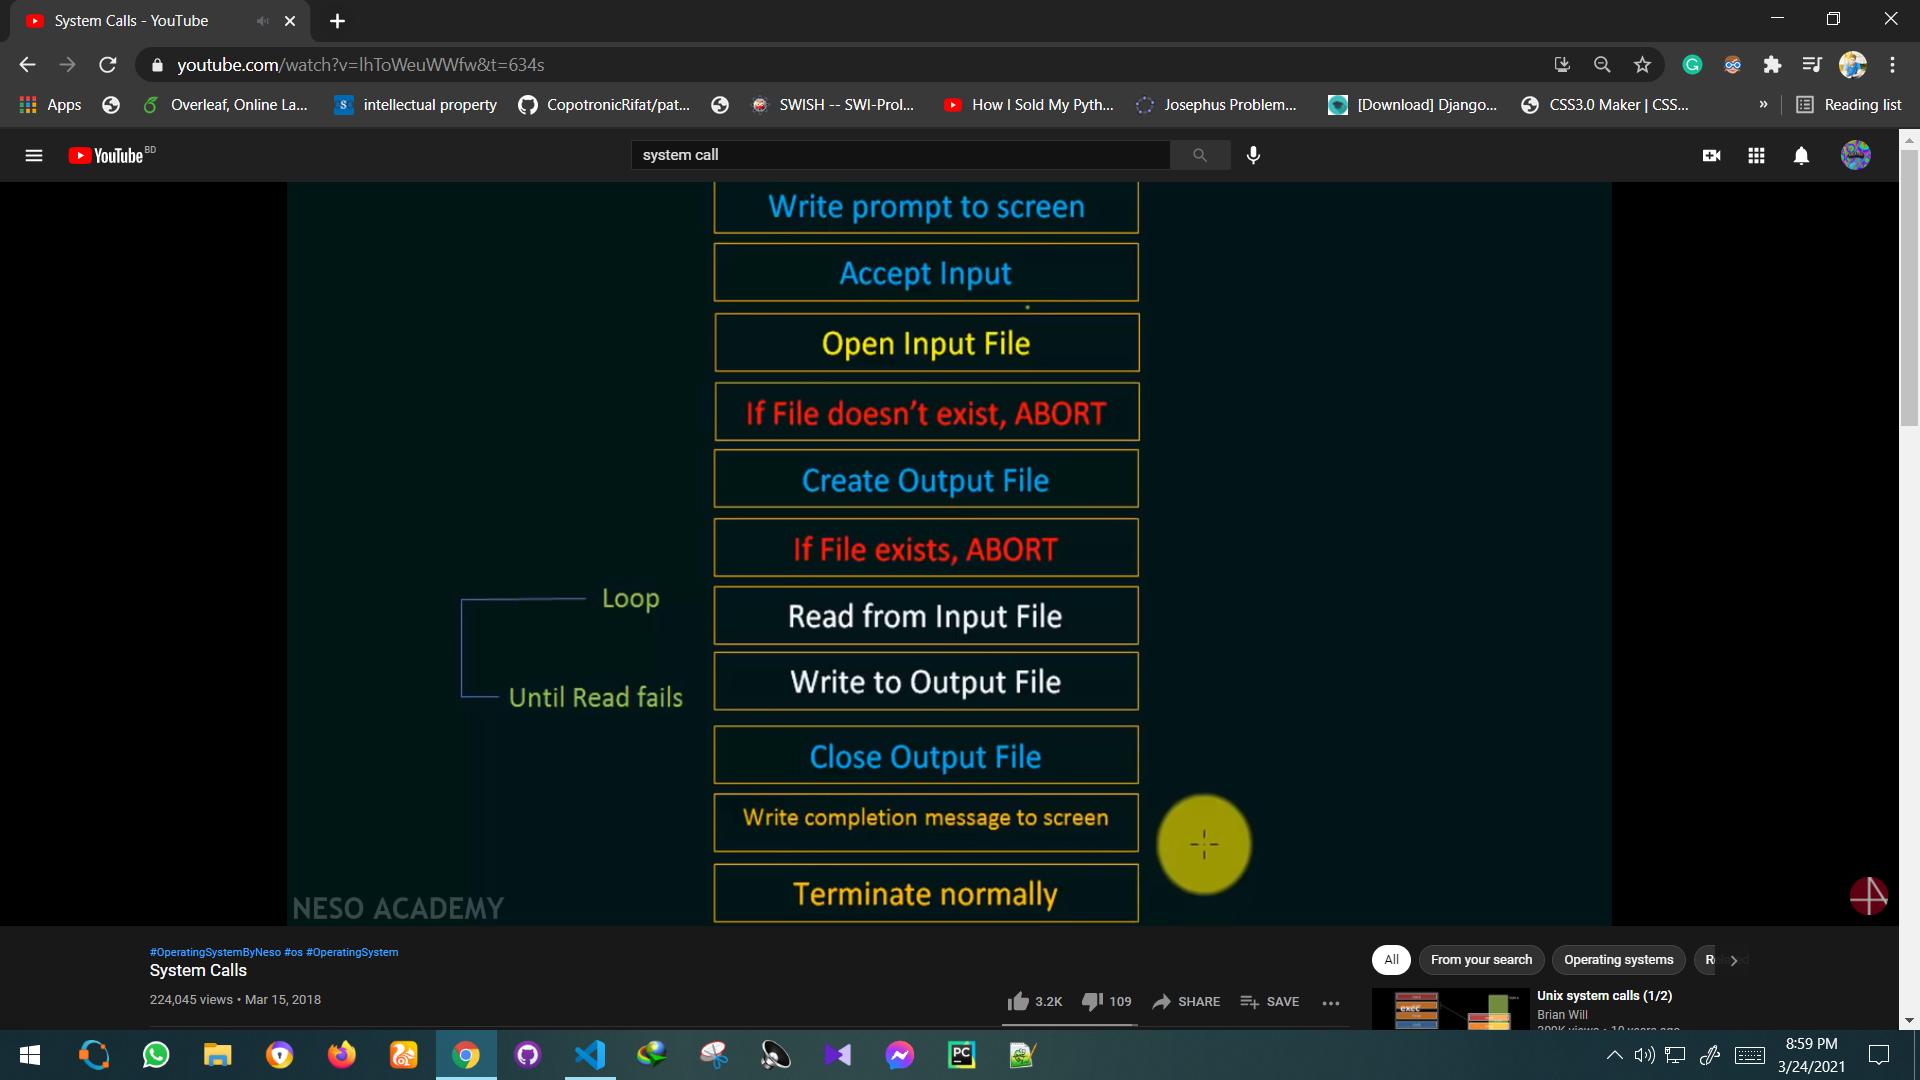 System Calls - YouTube
youtube.com/watch?v=lhToWeuWWfw&t=634s
Apps
Overleaf, Online La...
intellectual property
CopotronicRifat/pat...
SWISH -- SWI-Prol...
How I Sold My Pyth...
Josephus Problem...
[Download] Django...
CSS3.0 Maker | CSS...
»
Reading list
YouTube BD
system call
Write prompt to screen
Accept Input
Open Input File
If File doesn't exist, ABORT
Create Output File
If File exists, ABORT
Loop
Read from Input File
Write to Output File
Until Read fails
Close Output File
Write completion message to screen
Terminate normally
NESO ACADEMY
#OperatingSystemByNeso #os #OperatingSystem
System Calls
224,045 views • Mar 15, 2018
3.2K
109
SHARE
SAVE
All
From your search
Operating systems
Unix system calls (1/2)
Brian Will
exec
8:59 PM
3/24/2021
PC